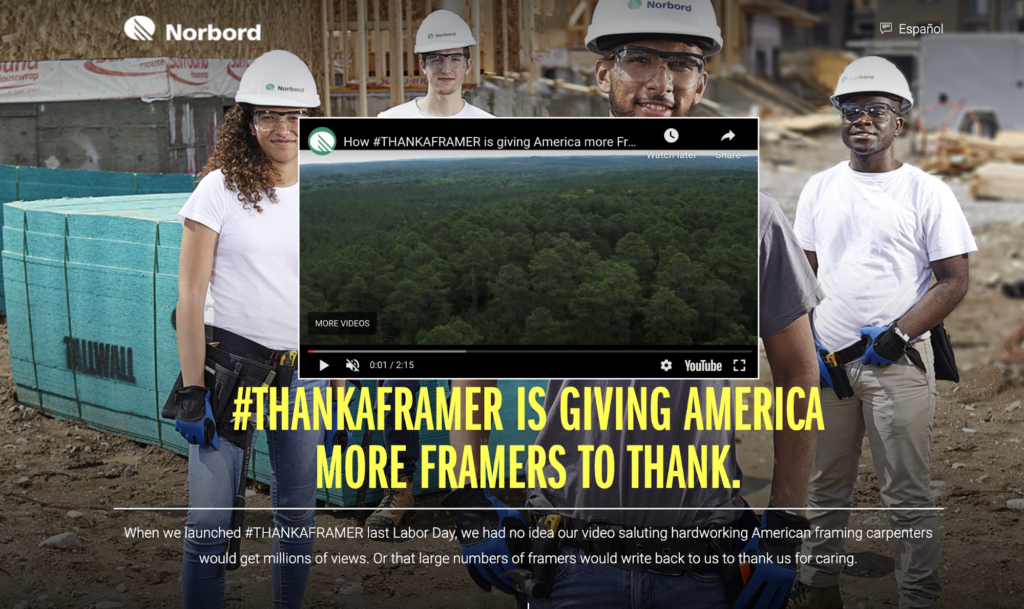 Norbord
Español
Norbord
Norbord
Norbord
Norbord
How #THANKAFRAMER is giving America more Fr...
Watch later
Share
MORE VIDEOS
TALLWALL
0:01 / 2:15
YouTube
#THANKAFRAMER IS GIVING AMERICA
MORE FRAMERS TO THANK.
When we launched #THANKAFRAMER last Labor Day, we had no idea our video saluting hardworking American framing carpenters
would get millions of views. Or that large numbers of framers would write back to us to thank us for caring.